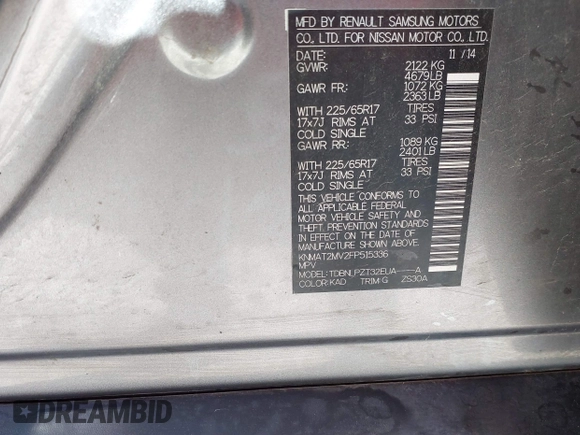 MFD BY RENAULT SAMSUNG MOTORS
CO., LTD. FOR NISSAN MOTOR CO., LTD.
DATE: 11 / 14
GVWR: 2122 KG
4679 LB
GAWR FR: 1072 KG
2363 LB
WITH 225/65R17 TIRES
17x7J RIMS AT 33 PSI
COLD SINGLE
GAWR RR: 1089 KG
2401 LB
WITH 225/65R17 TIRES
17x7J RIMS AT 33 PSI
COLD SINGLE
THIS VEHICLE CONFORMS TO
ALL APPLICABLE FEDERAL
MOTOR VEHICLE SAFETY AND
THEFT PREVENTION STANDARDS
IN EFFECT ON THE DATE OF
MANUFACTURE SHOWN ABOVE.
KNMAT2MV2FP515336
MPV
MODEL: TDBNLPZT32EUA----A
COLOR: KAD TRIM: G ZS30A
DREAMBID